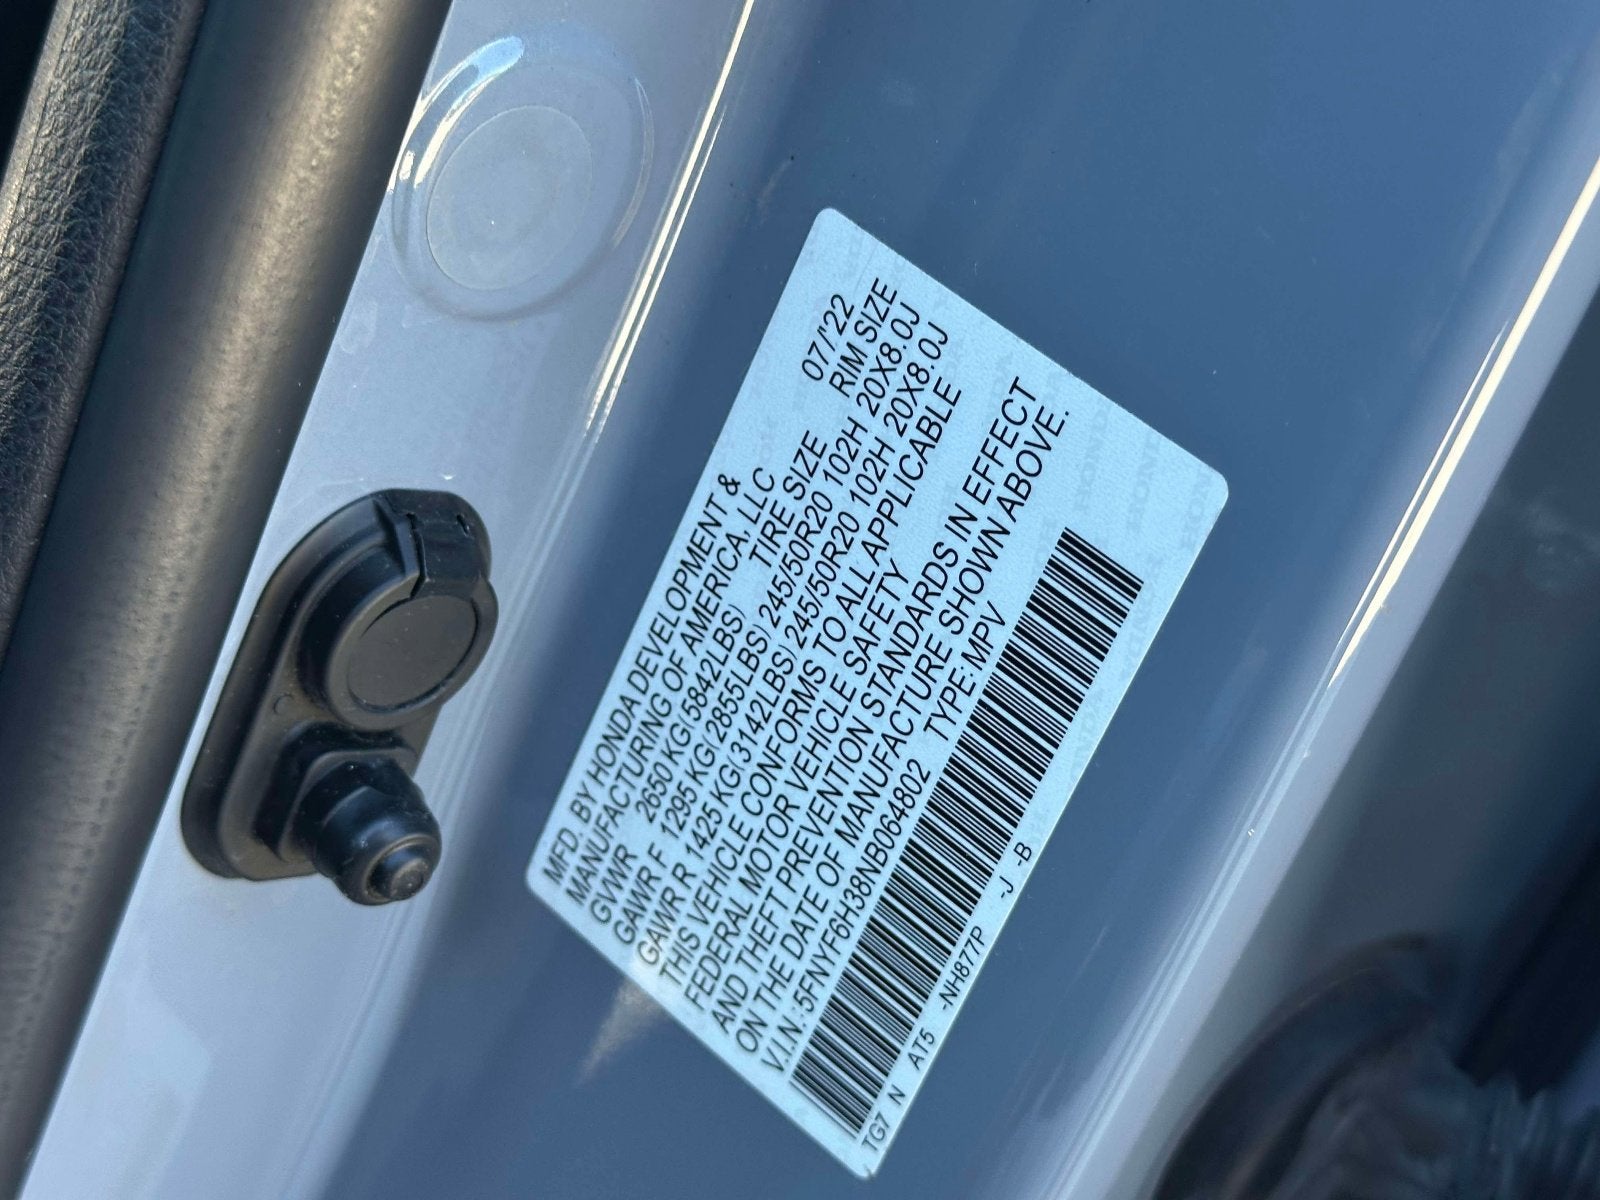 MFD. BY HONDA DEVELOPMENT &
MANUFACTURING OF AMERICA, LLC 07/'22
GVWR 2650 KG (5842LBS) TIRE SIZE RIM SIZE
GAWR F 1295 KG (2855LBS) 245/50R20 102H 20X8.0J
GAWR R 1425 KG (3142LBS) 245/50R20 102H 20X8.0J
THIS VEHICLE CONFORMS TO ALL APPLICABLE
FEDERAL MOTOR VEHICLE SAFETY
AND THEFT PREVENTION STANDARDS IN EFFECT
ON THE DATE OF MANUFACTURE SHOWN ABOVE.
V.I.N.: 5FNYF6H38NB064802 TYPE: MPV
TG7 N AT5 -NH877P -J -B